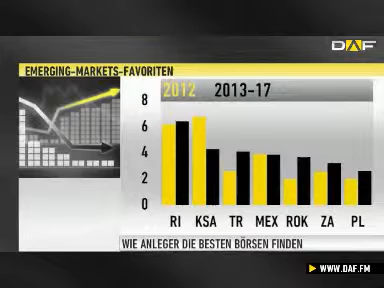 DAF
EMERGING-MARKETS-FAVORITEN
2012 2013-17
8
6
4
2
0
RI KSA TR MEX ROK ZA PL
WIE ANLEGER DIE BESTEN BÖRSEN FINDEN
WWW.DAF.FM